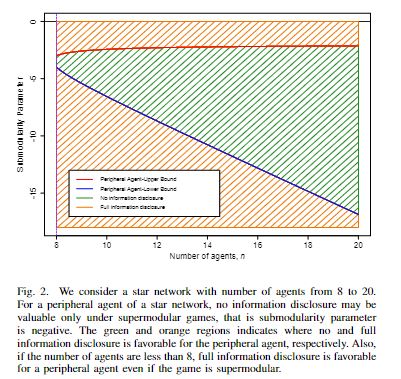 0
-5
-10
-15
Submodularity Parameter
Peripheral Agent-Upper Bound
Peripheral Agent-Lower Bound
No information disclosure
Full information disclosure
8 10 12 14 16 18 20
Number of agents, n
Fig. 2. We consider a star network with number of agents from 8 to 20.
For a peripheral agent of a star network, no information disclosure may be
valuable only under supermodular games, that is submodularity parameter
is negative. The green and orange regions indicates where no and full
information disclosure is favorable for the peripheral agent, respectively. Also,
if the number of agents are less than 8, full information disclosure is favorable
for a peripheral agent even if the game is supermodular.